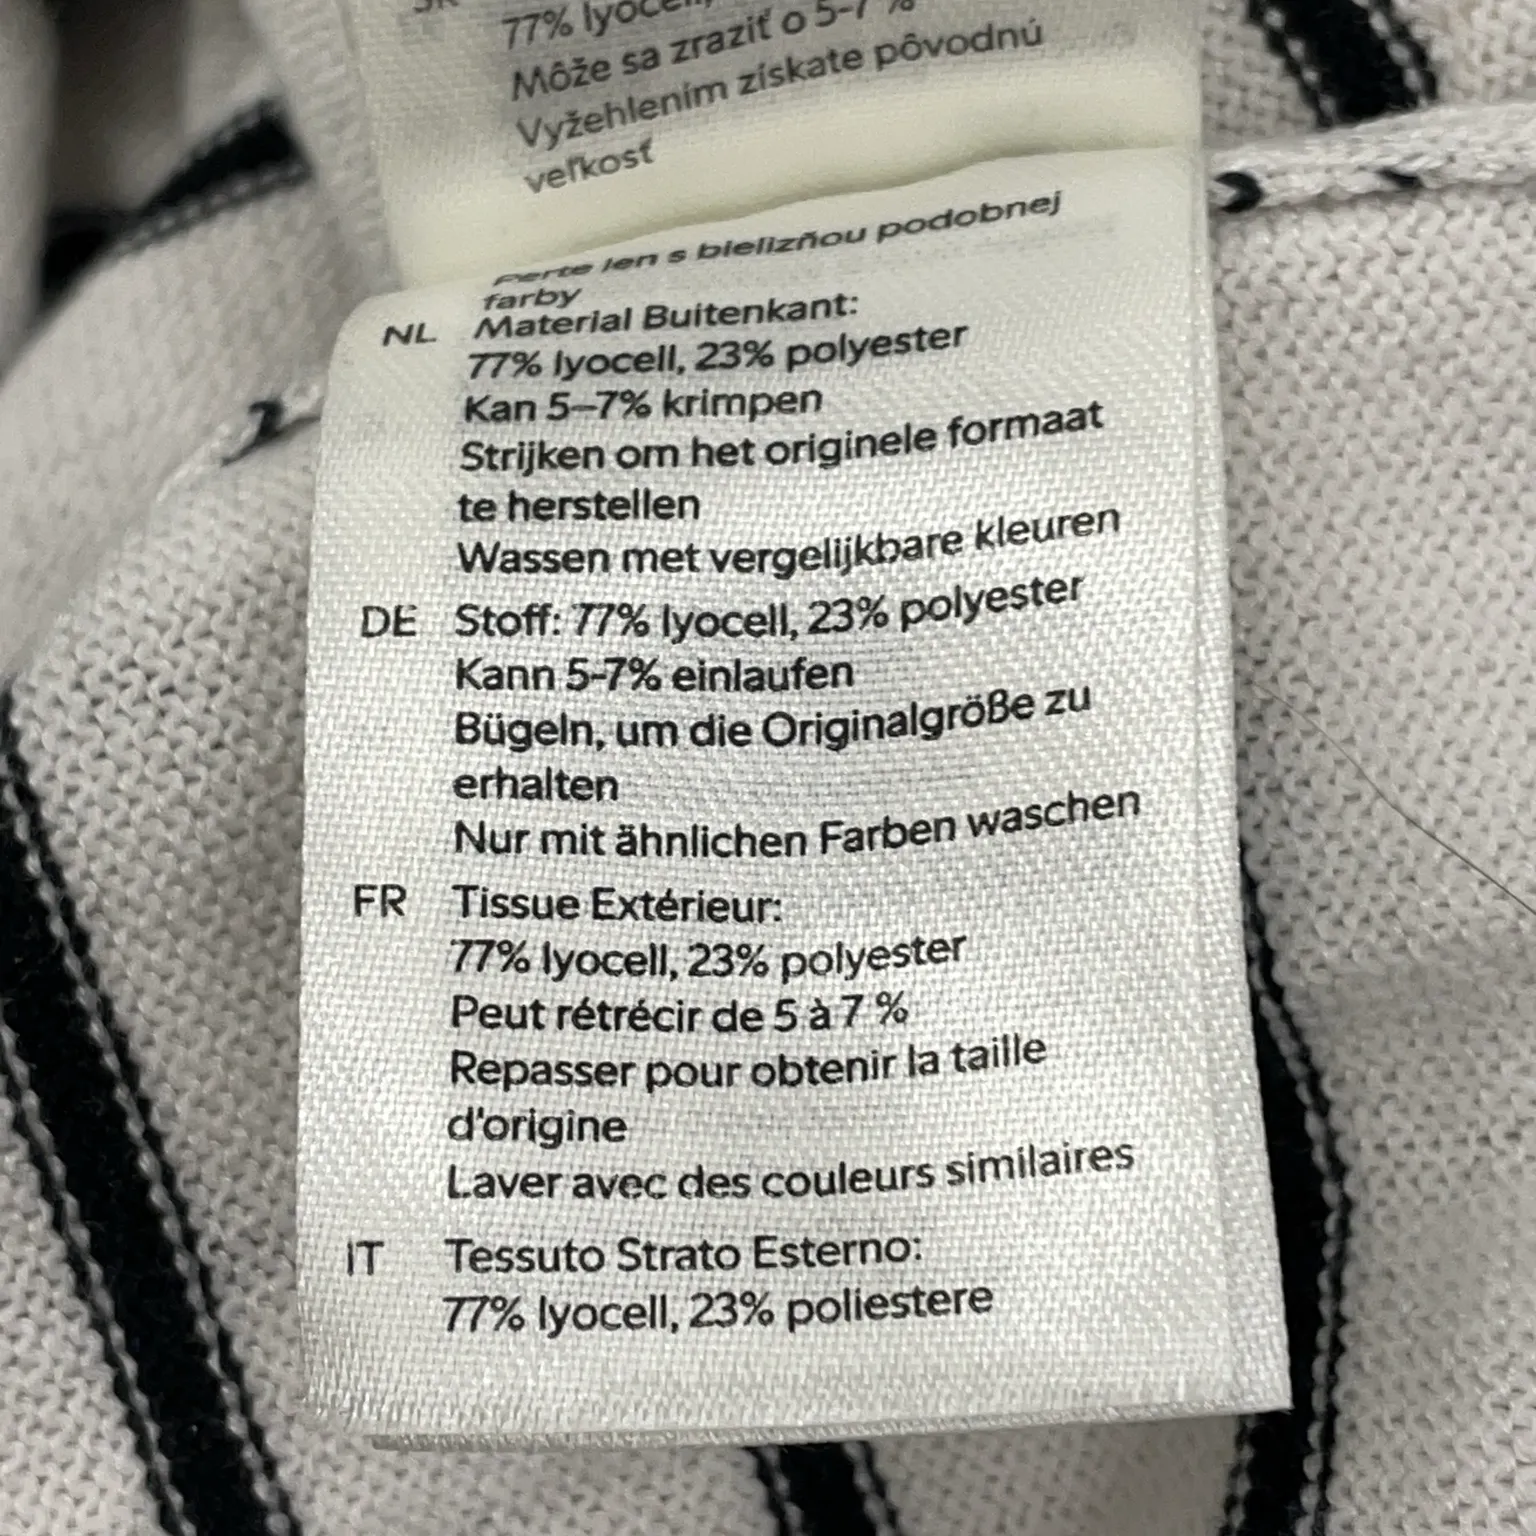 77% lyocell,
Môže sa zraziť o 5-7 %
Vyžehlením získate pôvodnú
veľkosť
Perte len s bielizňou podobnej
farby
NL Material Buitenkant:
77% lyocell, 23% polyester
Kan 5–7% krimpen
Strijken om het originele formaat
te herstellen
Wassen met vergelijkbare kleuren
DE Stoff: 77% lyocell, 23% polyester
Kann 5-7% einlaufen
Bügeln, um die Originalgröße zu
erhalten
Nur mit ähnlichen Farben waschen
FR Tissue Extérieur:
77% lyocell, 23% polyester
Peut rétrécir de 5 à 7 %
Repasser pour obtenir la taille
d'origine
Laver avec des couleurs similaires
IT Tessuto Strato Esterno:
77% lyocell, 23% poliestere